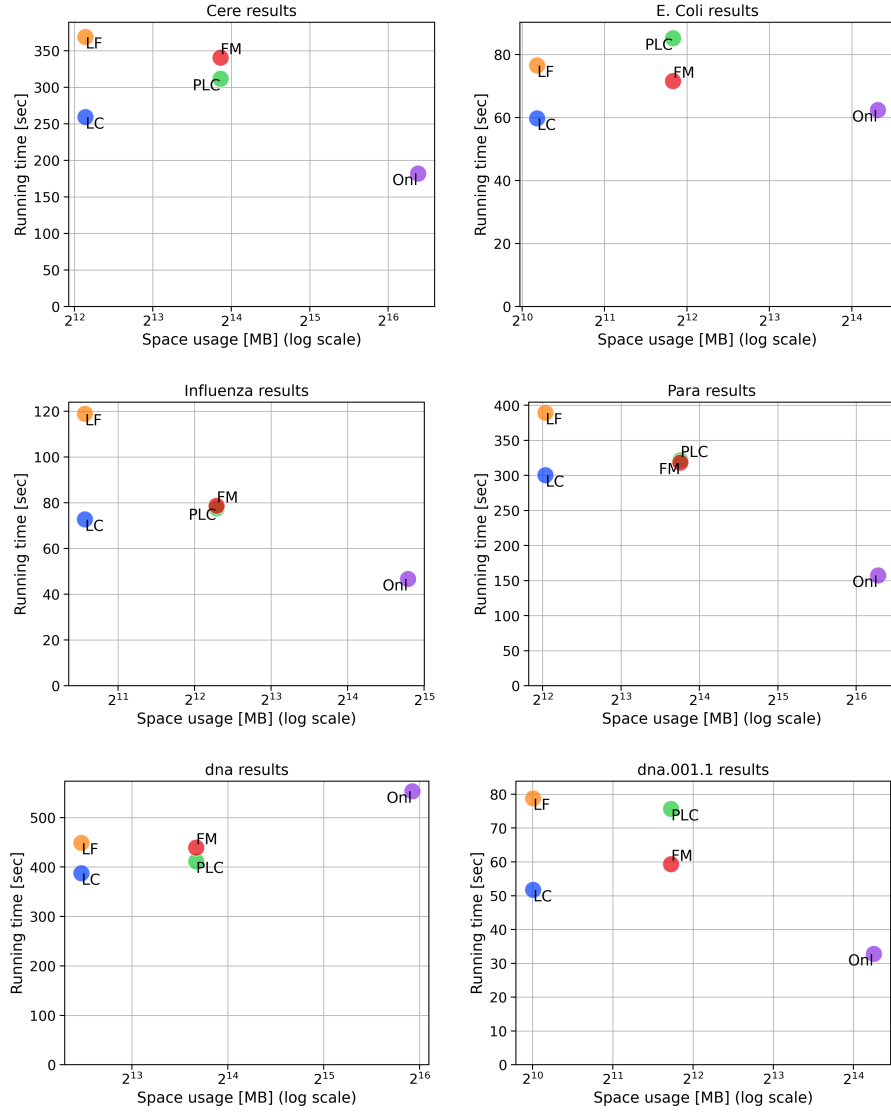 Cere results
350
300
250
200
150
100
50
0
LF
LC
FM
PLC
Onl
2^12 2^13 2^14 2^15 2^16
Running time [sec]
Space usage [MB] (log scale)
E. Coli results
80
60
40
20
0
PLC
FM
LF
LC
Onl
2^10 2^11 2^12 2^13 2^14
Running time [sec]
Space usage [MB] (log scale)
Influenza results
120
100
80
60
40
20
0
LF
LC
FM
PLC
Onl
2^11 2^12 2^13 2^14 2^15
Running time [sec]
Space usage [MB] (log scale)
Para results
400
350
300
250
200
150
100
50
0
LF
LC
PLC
FM
Onl
2^12 2^13 2^14 2^15 2^16
Running time [sec]
Space usage [MB] (log scale)
dna results
500
400
300
200
100
0
Onl
FM
LF
PLC
LC
2^13 2^14 2^15 2^16
Running time [sec]
Space usage [MB] (log scale)
dna.001.1 results
80
70
60
50
40
30
20
10
0
LF
PLC
FM
LC
Onl
2^10 2^11 2^12 2^13 2^14
Running time [sec]
Space usage [MB] (log scale)